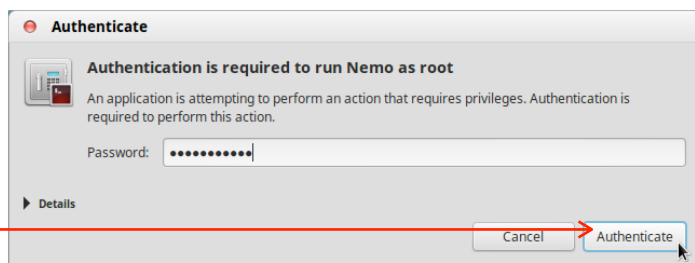 Authenticate
Authentication is required to run Nemo as root
An application is attempting to perform an action that requires privileges. Authentication is
required to perform this action.
Password: ●●●●●●●●●●●
Details
Cancel Authenticate